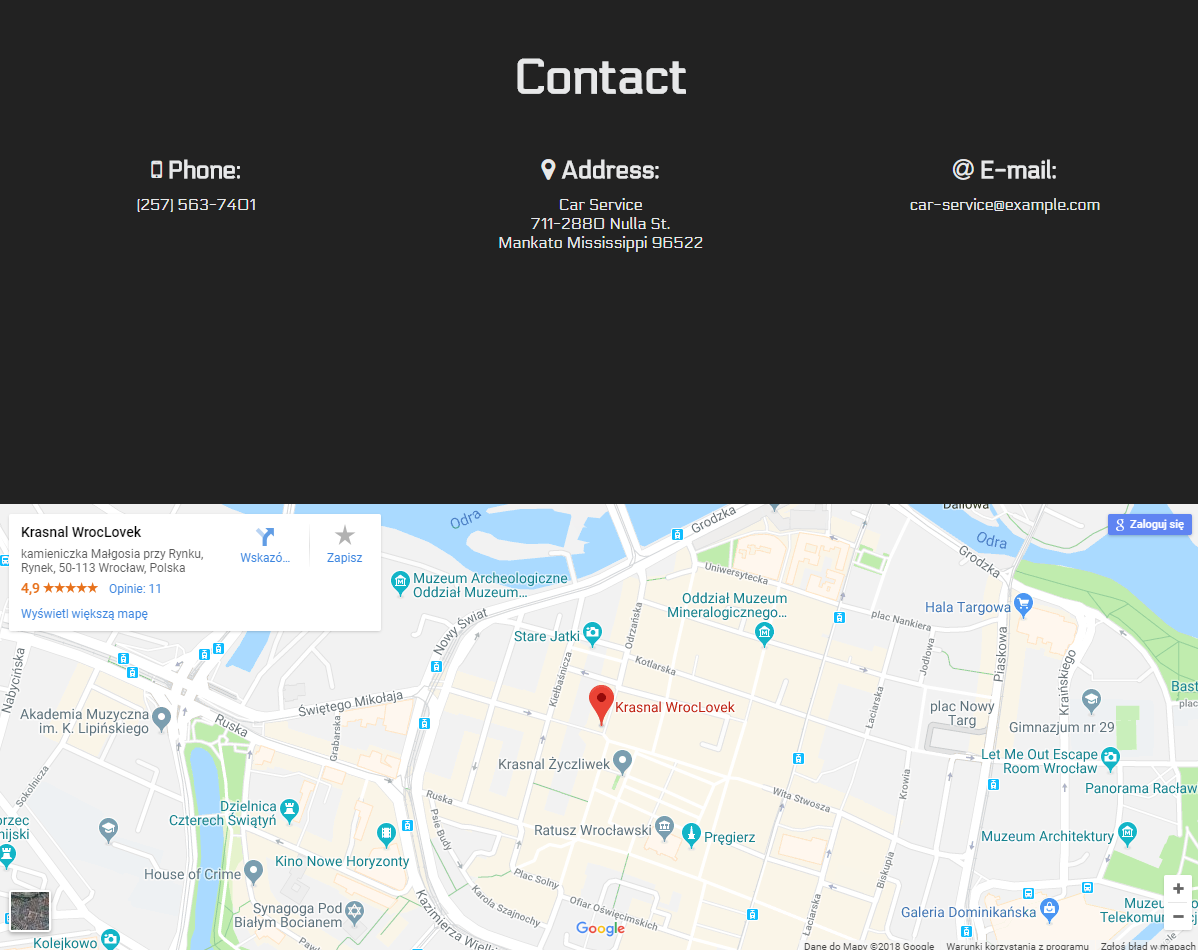 Contact
Phone:
(257) 563-7401
Address:
Car Service
711-2880 Nulla St.
Mankato Mississippi 96522
E-mail:
car-service@example.com
Krasnal WrocLovek
kamieniczka Małgosia przy Rynku,
Rynek, 50-113 Wrocław, Polska
4,9
Opinie: 11
Wyświetl większą mapę
Wskazó...
Zapisz
Zaloguj się
Odra
Grodzka
Dallowa
Odra
Grodzka
Muzeum Archeologiczne
Oddział Muzeum...
Uniwersytecka
Oddział Muzeum
Mineralogicznego...
Hala Targowa
plac Nankiera
Nowy Świat
Stare Jatki
Odrzańska
Kotlarska
Kiełbaśnicza
Jodłowa
Piaskowa
Kraińskiego
Nabycińska
Świętego Mikołaja
Krasnal WrocLovek
Łaciarska
plac Nowy
Targ
Bast
Gimnazjum nr 29
Akademia Muzyczna
im. K. Lipińskiego
Ruska
Grabarska
Krasnal Życzliwek
Let Me Out Escape
Room Wrocław
Panorama Racław
Sokolnicza
Ruska
Psie Budy
Wita Stwosza
Krowia
Dzielnica
Czterech Świątyń
Ratusz Wrocławski
Pręgierz
Muzeum Architektury
Kino Nowe Horyzonty
House of Crime
plac Solny
Karola Szajnochy
Ofiar Oświęcimskich
Biskupia
Łaciarska
Kazimierza Wielk
Synagoga Pod
Białym Bocianem
Galeria Dominikańska
Muzeu
Telekomun
Kolejkowo
Google
Dane do Mapy ©2018 Google
Warunki korzystania z programu
Zgłoś błąd w mapach